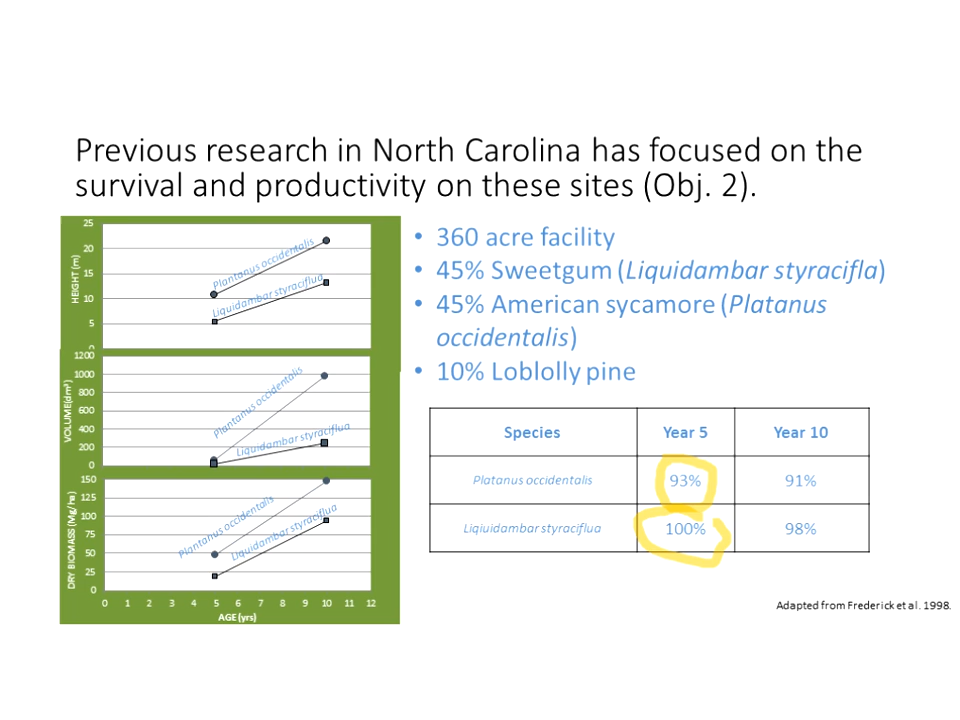 Previous research in North Carolina has focused on the
survival and productivity on these sites (Obj. 2).
25
20
15
10
5
0
HEIGHT (m)
Plantanus occidentalis
Liquidambar styraciflua
1200
1000
800
600
400
200
0
VOLUME(dm³)
Plantanus occidentalis
Liquidambar styraciflua
150
125
100
75
50
25
0
DRY BIOMASS (Mg/ha)
Plantanus occidentalis
Liquidambar styraciflua
0 1 2 3 4 5 6 7 8 9 10 11 12
AGE (yrs)
• 360 acre facility
• 45% Sweetgum (Liquidambar styracifla)
• 45% American sycamore (Platanus
occidentalis)
• 10% Loblolly pine
Species Year 5 Year 10
Platanus occidentalis 93% 91%
Liqiuidambar styraciflua 100% 98%
Adapted from Frederick et al. 1998.